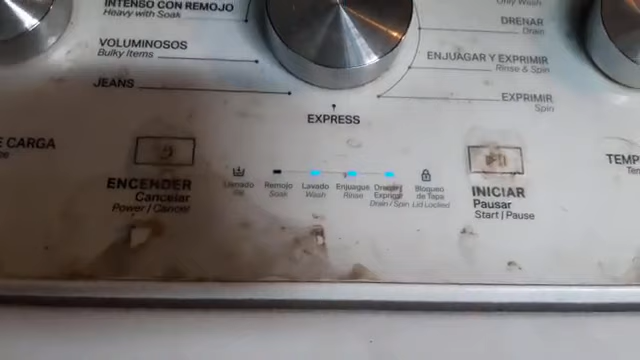 INTENSO CON REMOJO
Heavy with Soak
VOLUMINOSOS
Bulky Items
JEANS
EXPRESS
Only Wash
DRENAR
Drain
ENJUAGAR Y EXPRIMIR
Rinse & Spin
EXPRIMIR
Spin
E CARGA
ENCENDER
Cancelar
Power / Cancel
Llenado
Fill
Remojo
Soak
Lavado
Wash
Enjuague
Rinse
Drenar/
Exprimir
Drain / Spin
Bloqueo
de Tapa
Lid Locked
INICIAR
Pausar
Start / Pause
TEMP